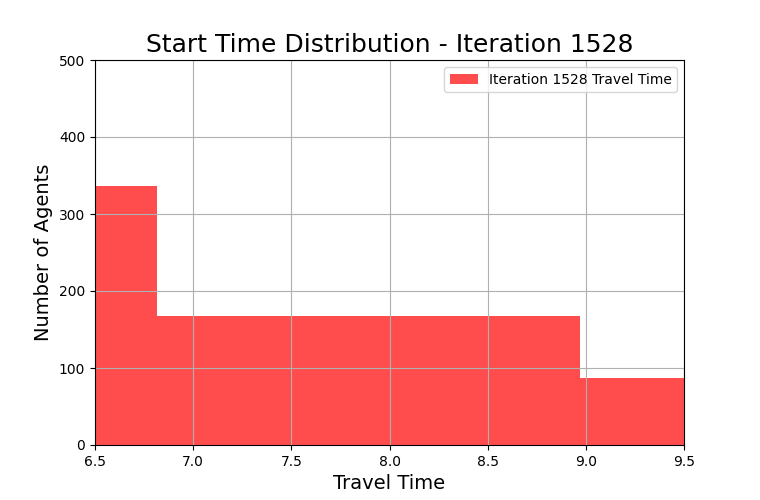 Start Time Distribution - Iteration 1528
Iteration 1528 Travel Time
Number of Agents
500
400
300
200
100
0
6.5 7.0 7.5 8.0 8.5 9.0 9.5
Travel Time